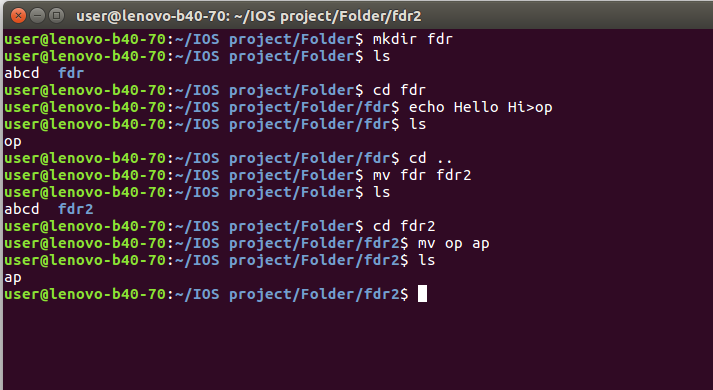 user@lenovo-b40-70: ~/IOS project/Folder/fdr2
user@lenovo-b40-70:~/IOS project/Folder$ mkdir fdr
user@lenovo-b40-70:~/IOS project/Folder$ ls
abcd  fdr
user@lenovo-b40-70:~/IOS project/Folder$ cd fdr
user@lenovo-b40-70:~/IOS project/Folder/fdr$ echo Hello Hi>op
user@lenovo-b40-70:~/IOS project/Folder/fdr$ ls
op
user@lenovo-b40-70:~/IOS project/Folder/fdr$ cd ..
user@lenovo-b40-70:~/IOS project/Folder$ mv fdr fdr2
user@lenovo-b40-70:~/IOS project/Folder$ ls
abcd  fdr2
user@lenovo-b40-70:~/IOS project/Folder$ cd fdr2
user@lenovo-b40-70:~/IOS project/Folder/fdr2$ mv op ap
user@lenovo-b40-70:~/IOS project/Folder/fdr2$ ls
ap
user@lenovo-b40-70:~/IOS project/Folder/fdr2$